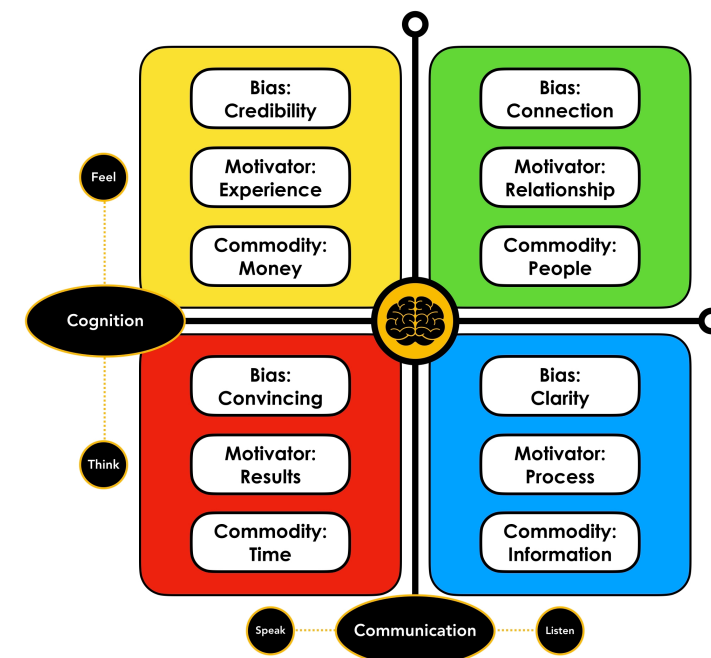 Bias:
Credibility
Motivator:
Experience
Commodity:
Money
Bias:
Connection
Motivator:
Relationship
Commodity:
People
Feel
Cognition
Think
Bias:
Convincing
Motivator:
Results
Commodity:
Time
Bias:
Clarity
Motivator:
Process
Commodity:
Information
Speak
Communication
Listen